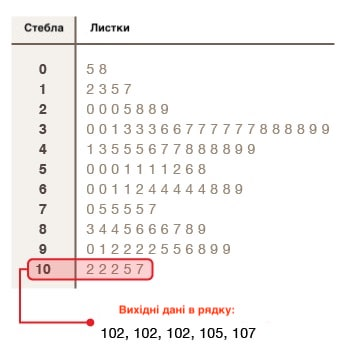 Стебла Листки
0 5 8
1 2 3 5 7
2 0 0 0 5 8 8 9
3 0 0 1 3 3 3 6 6 7 7 7 7 7 7 8 8 8 8 9 9
4 1 3 5 5 5 5 6 7 7 8 8 8 8 9 9
5 0 0 0 1 1 1 1 2 6 8
6 0 0 1 1 2 4 4 4 4 4 8 8 9
7 0 5 5 5 5 7
8 3 4 4 5 6 6 6 7 8 9
9 0 1 2 2 2 2 5 5 6 8 9 9
10 2 2 2 5 7
Вихідні дані в рядку:
102, 102, 102, 105, 107